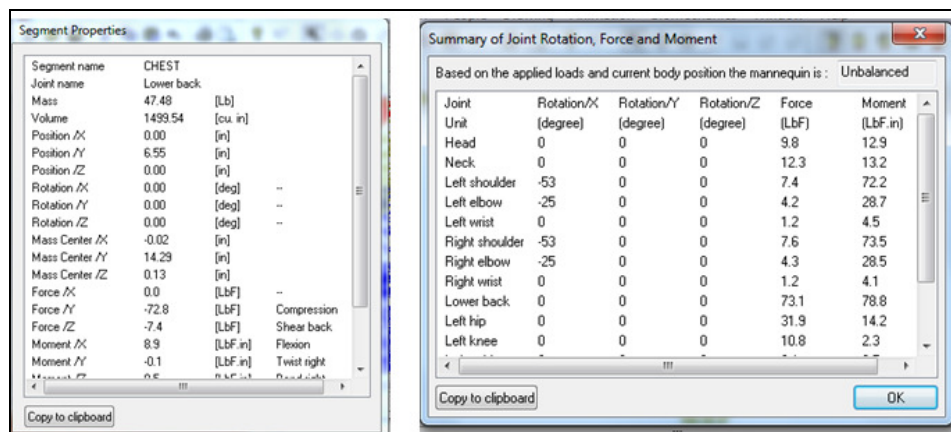 Segment Properties
Segment name CHEST
Joint name Lower back
Mass 47.48 [Lb]
Volume 1499.54 [cu. in]
Position /X 0.00 [in]
Position /Y 6.55 [in]
Position /Z 0.00 [in]
Rotation /X 0.00 [deg] --
Rotation /Y 0.00 [deg] --
Rotation /Z 0.00 [deg] --
Mass Center /X -0.02 [in]
Mass Center /Y 14.29 [in]
Mass Center /Z 0.13 [in]
Force /X 0.0 [LbF] --
Force /Y -72.8 [LbF] Compression
Force /Z -7.4 [LbF] Shear back
Moment /X 8.9 [LbF.in] Flexion
Moment /Y -0.1 [LbF.in] Twist right
Copy to clipboard
Summary of Joint Rotation, Force and Moment
Based on the applied loads and current body position the mannequin is : Unbalanced
Joint Rotation/X Rotation/Y Rotation/Z Force Moment
Unit (degree) (degree) (degree) (LbF) (LbF.in)
Head 0 0 0 9.8 12.9
Neck 0 0 0 12.3 13.2
Left shoulder -53 0 0 7.4 72.2
Left elbow -25 0 0 4.2 28.7
Left wrist 0 0 0 1.2 4.5
Right shoulder -53 0 0 7.6 73.5
Right elbow -25 0 0 4.3 28.5
Right wrist 0 0 0 1.2 4.1
Lower back 0 0 0 73.1 78.8
Left hip 0 0 0 31.9 14.2
Left knee 0 0 0 10.8 2.3
Copy to clipboard
OK